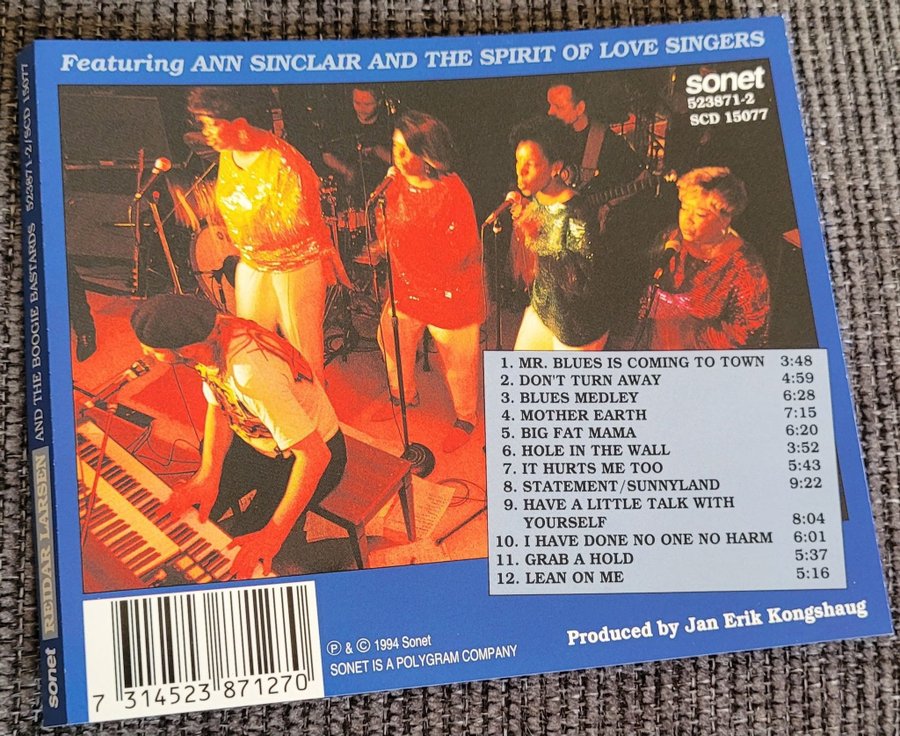 Featuring ANN SINCLAIR AND THE SPIRIT OF LOVE SINGERS
sonet
523871-2
SCD 15077
1. MR. BLUES IS COMING TO TOWN 3:48
2. DON'T TURN AWAY 4:59
3. BLUES MEDLEY 6:28
4. MOTHER EARTH 7:15
5. BIG FAT MAMA 6:20
6. HOLE IN THE WALL 3:52
7. IT HURTS ME TOO 5:43
8. STATEMENT/SUNNYLAND 9:22
9. HAVE A LITTLE TALK WITH
YOURSELF 8:04
10. I HAVE DONE NO ONE NO HARM 6:01
11. GRAB A HOLD 5:37
12. LEAN ON ME 5:16
Produced by Jan Erik Kongshaug
℗ & © 1994 Sonet
SONET IS A POLYGRAM COMPANY
7 314523 871270
sonet REIDAR LARSEN AND THE BOOGIE BASTARDS 523871-2/SCD 15077